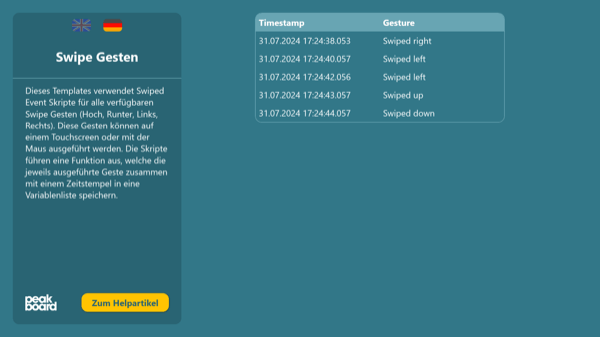 Swipe Gesten
Dieses Templates verwendet Swiped
Event Skripte für alle verfügbaren
Swipe Gesten (Hoch, Runter, Links,
Rechts). Diese Gesten können auf
einem Touchscreen oder mit der
Maus ausgeführt werden. Die Skripte
führen eine Funktion aus, welche die
jeweils ausgeführte Geste zusammen
mit einem Zeitstempel in eine
Variablenliste speichern.
peak
board
Zum Helpartikel
Timestamp Gesture
31.07.2024 17:24:38.053 Swiped right
31.07.2024 17:24:40.057 Swiped left
31.07.2024 17:24:42.056 Swiped left
31.07.2024 17:24:43.057 Swiped up
31.07.2024 17:24:44.057 Swiped down